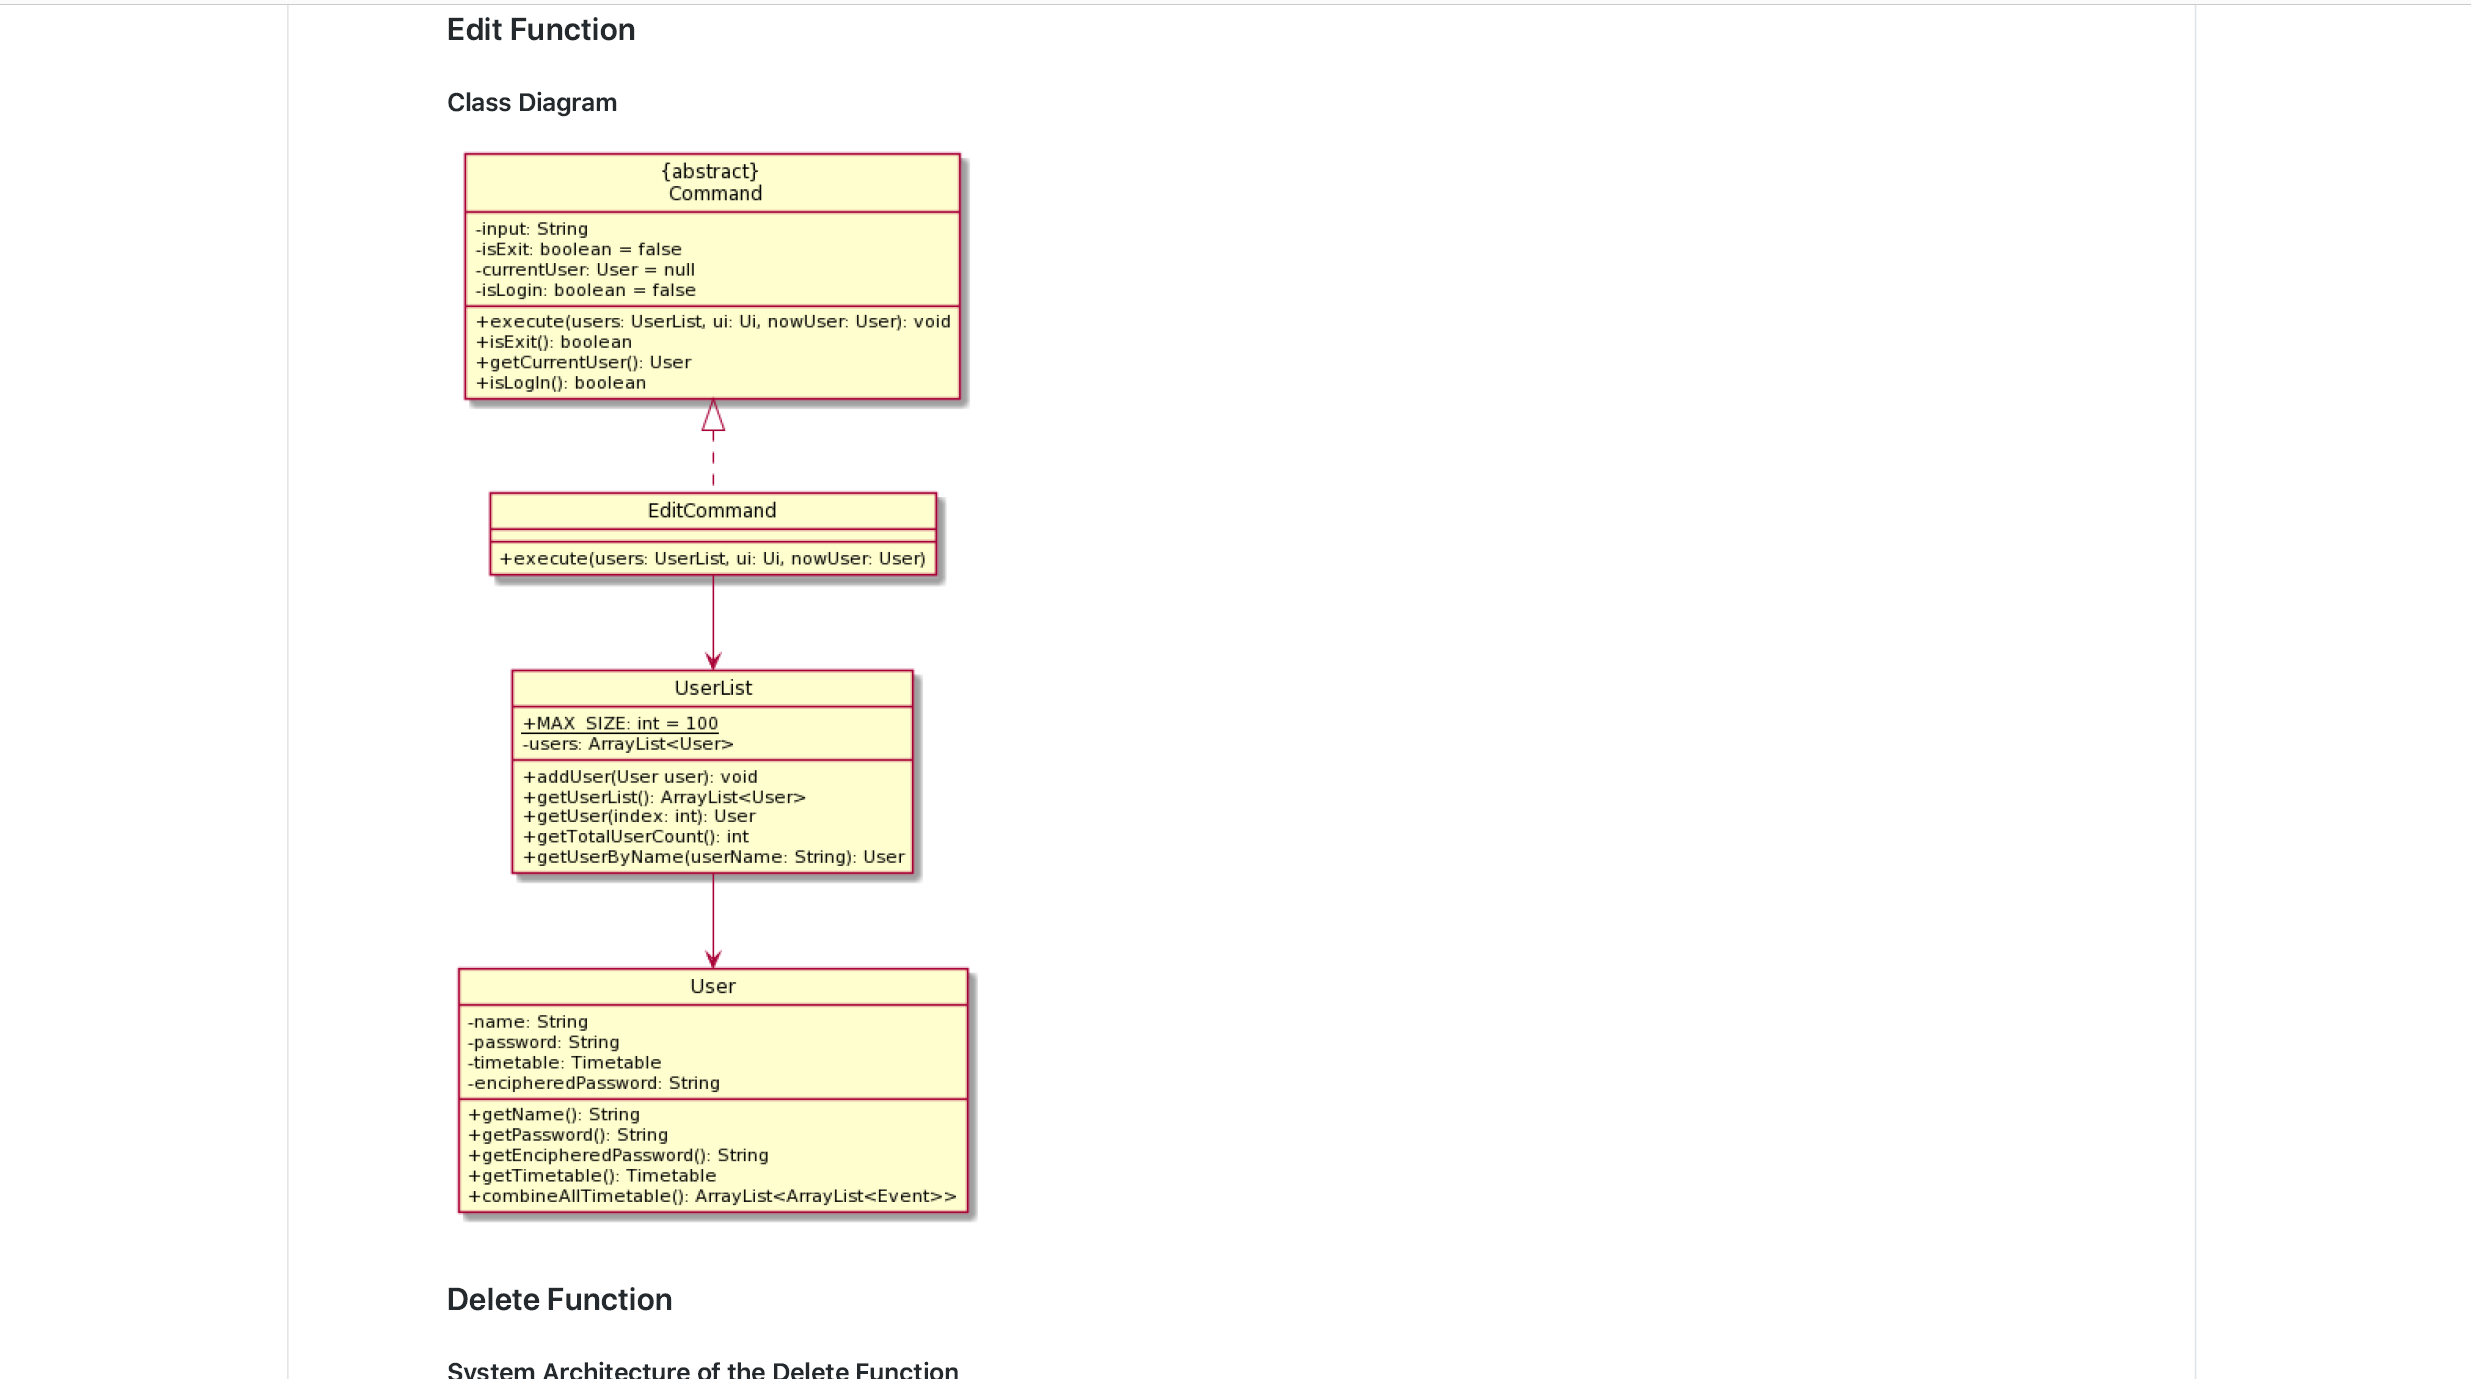 Edit Function
Class Diagram
{abstract}
Command
-input: String
-isExit: boolean = false
-currentUser: User = null
-isLogin: boolean = false
+execute(users: UserList, ui: Ui, nowUser: User): void
+isExit(): boolean
+getCurrentUser(): User
+isLogIn(): boolean
EditCommand
+execute(users: UserList, ui: Ui, nowUser: User)
UserList
+MAX_SIZE: int = 100
-users: ArrayList<User>
+addUser(User user): void
+getUserList(): ArrayList<User>
+getUser(index: int): User
+getTotalUserCount(): int
+getUserByName(userName: String): User
User
-name: String
-password: String
-timetable: Timetable
-encipheredPassword: String
+getName(): String
+getPassword(): String
+getEncipheredPassword(): String
+getTimetable(): Timetable
+combineAllTimetable(): ArrayList<ArrayList<Event>>
Delete Function
System Architecture of the Delete Function